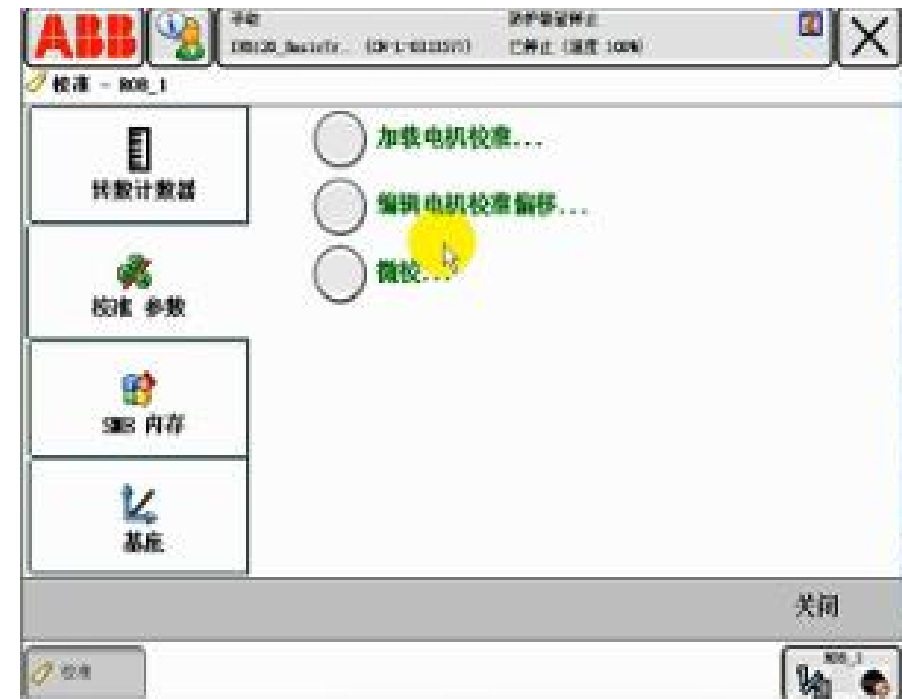 ABB
手动
防护装置停止
已停止 (速度 100%)
校准 - ROB_1
转数计数器
加载电机校准...
编辑电机校准偏移...
微校...
校准 参数
SMB 内存
基座
关闭
校准
ROB_1